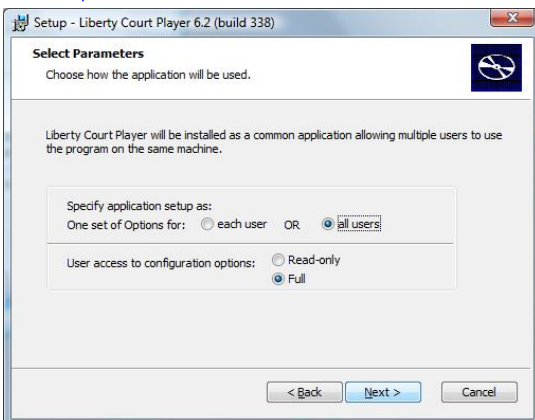 Setup - Liberty Court Player 6.2 (build 338)
Select Parameters
Choose how the application will be used.
Liberty Court Player will be installed as a common application allowing multiple users to use
the program on the same machine.
Specify application setup as:
One set of Options for: each user OR all users
User access to configuration options: Read-only
Full
< Back Next > Cancel